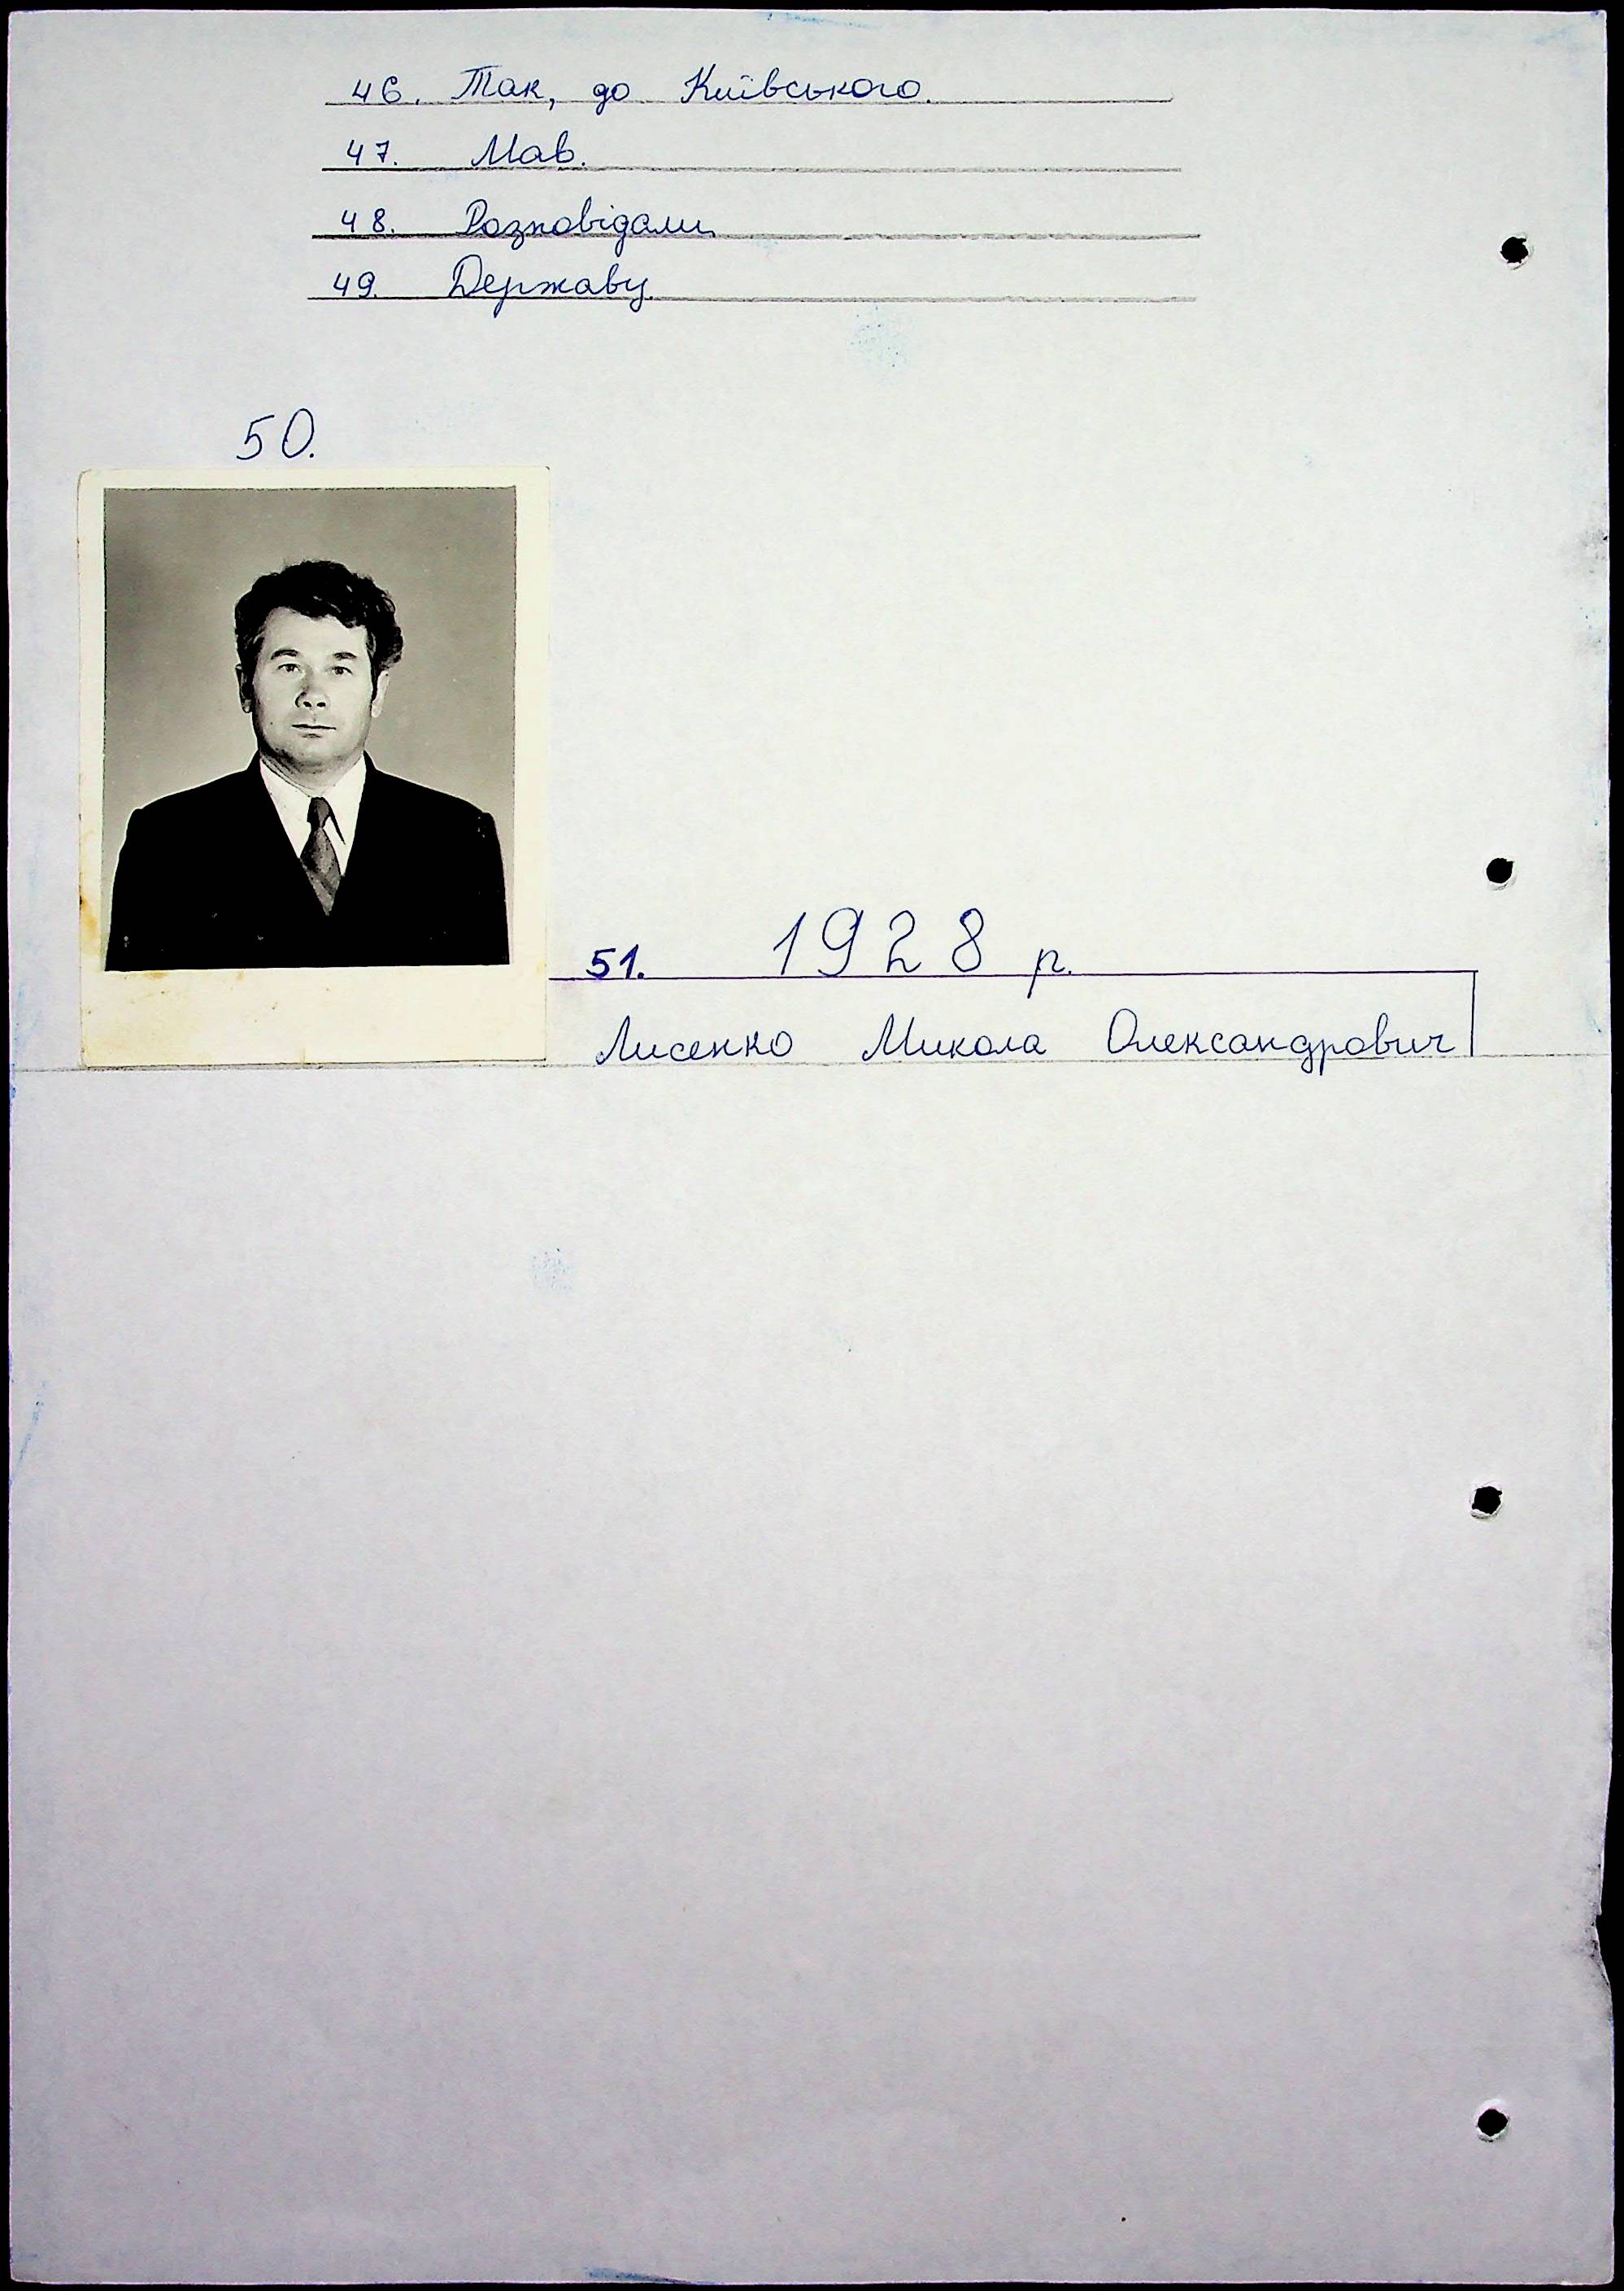 46. Так, до Київського.
47. Мав.
48. Розповідали.
49. Державу.
50.
51. 1928 р.
Лисенко Микола Олександрович